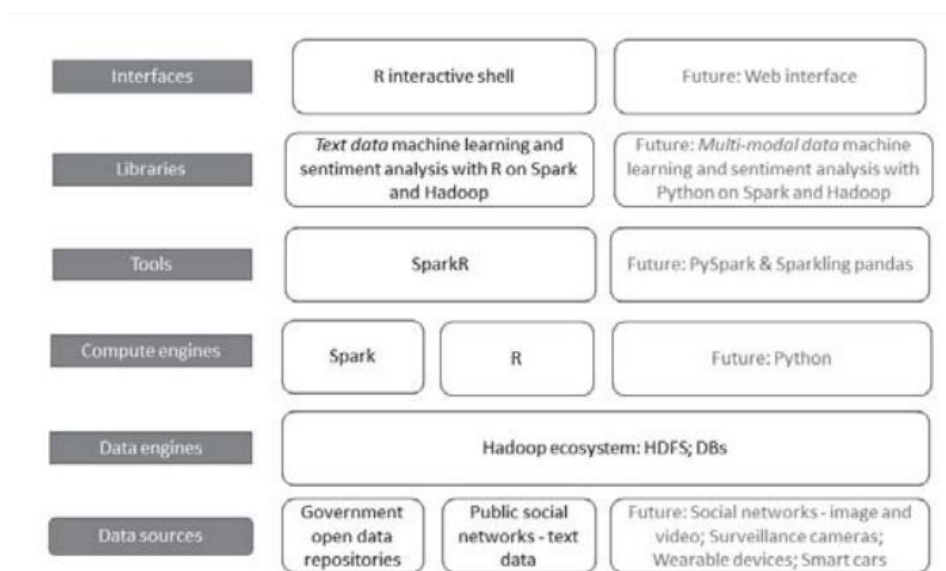 Interfaces
R interactive shell
Future: Web interface
Libraries
Text data machine learning and
sentiment analysis with R on Spark
and Hadoop
Future: Multi-modal data machine
learning and sentiment analysis with
Python on Spark and Hadoop
Tools
SparkR
Future: PySpark & Sparkling pandas
Compute engines
Spark
R
Future: Python
Data engines
Hadoop ecosystem: HDFS; DBs
Data sources
Government
open data
repositories
Public social
networks - text
data
Future: Social networks - image and
video; Surveillance cameras;
Wearable devices; Smart cars